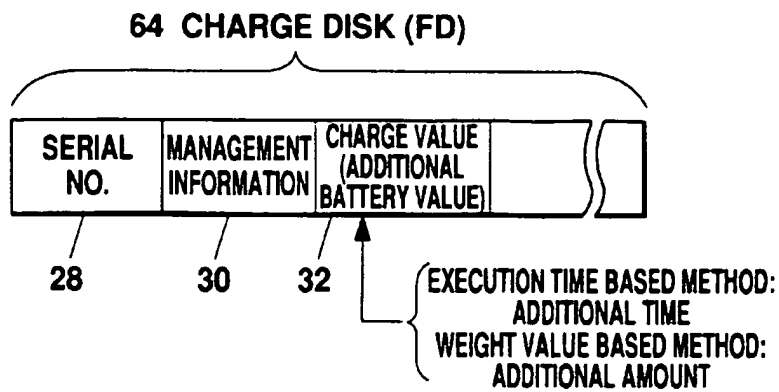 64 CHARGE DISK (FD)
SERIAL
NO.
MANAGEMENT
INFORMATION
CHARGE VALUE
(ADDITIONAL
BATTERY VALUE)
28
30
32
EXECUTION TIME BASED METHOD:
ADDITIONAL TIME
WEIGHT VALUE BASED METHOD:
ADDITIONAL AMOUNT